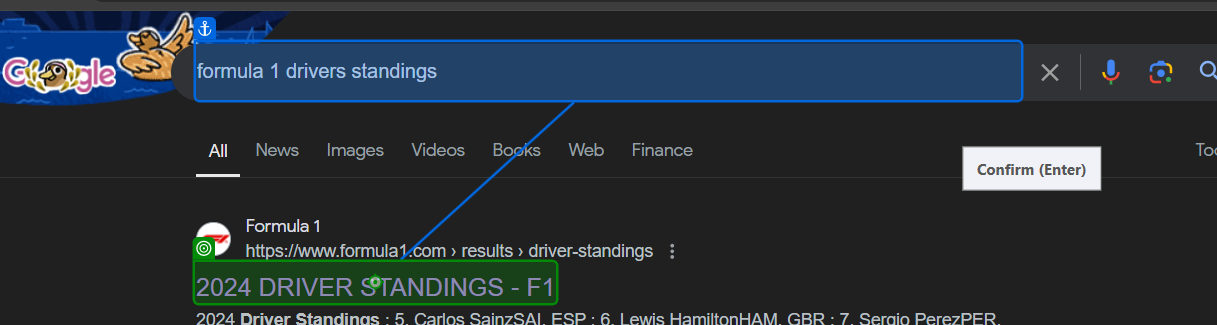 Google
formula 1 drivers standings
All News Images Videos Books Web Finance
Confirm (Enter)
Formula 1
https://www.formula1.com › results › driver-standings
2024 DRIVER STANDINGS - F1
2024 Driver Standings : 5. Carlos SainzSAI. ESP : 6. Lewis HamiltonHAM. GBR : 7. Sergio PerezPER.